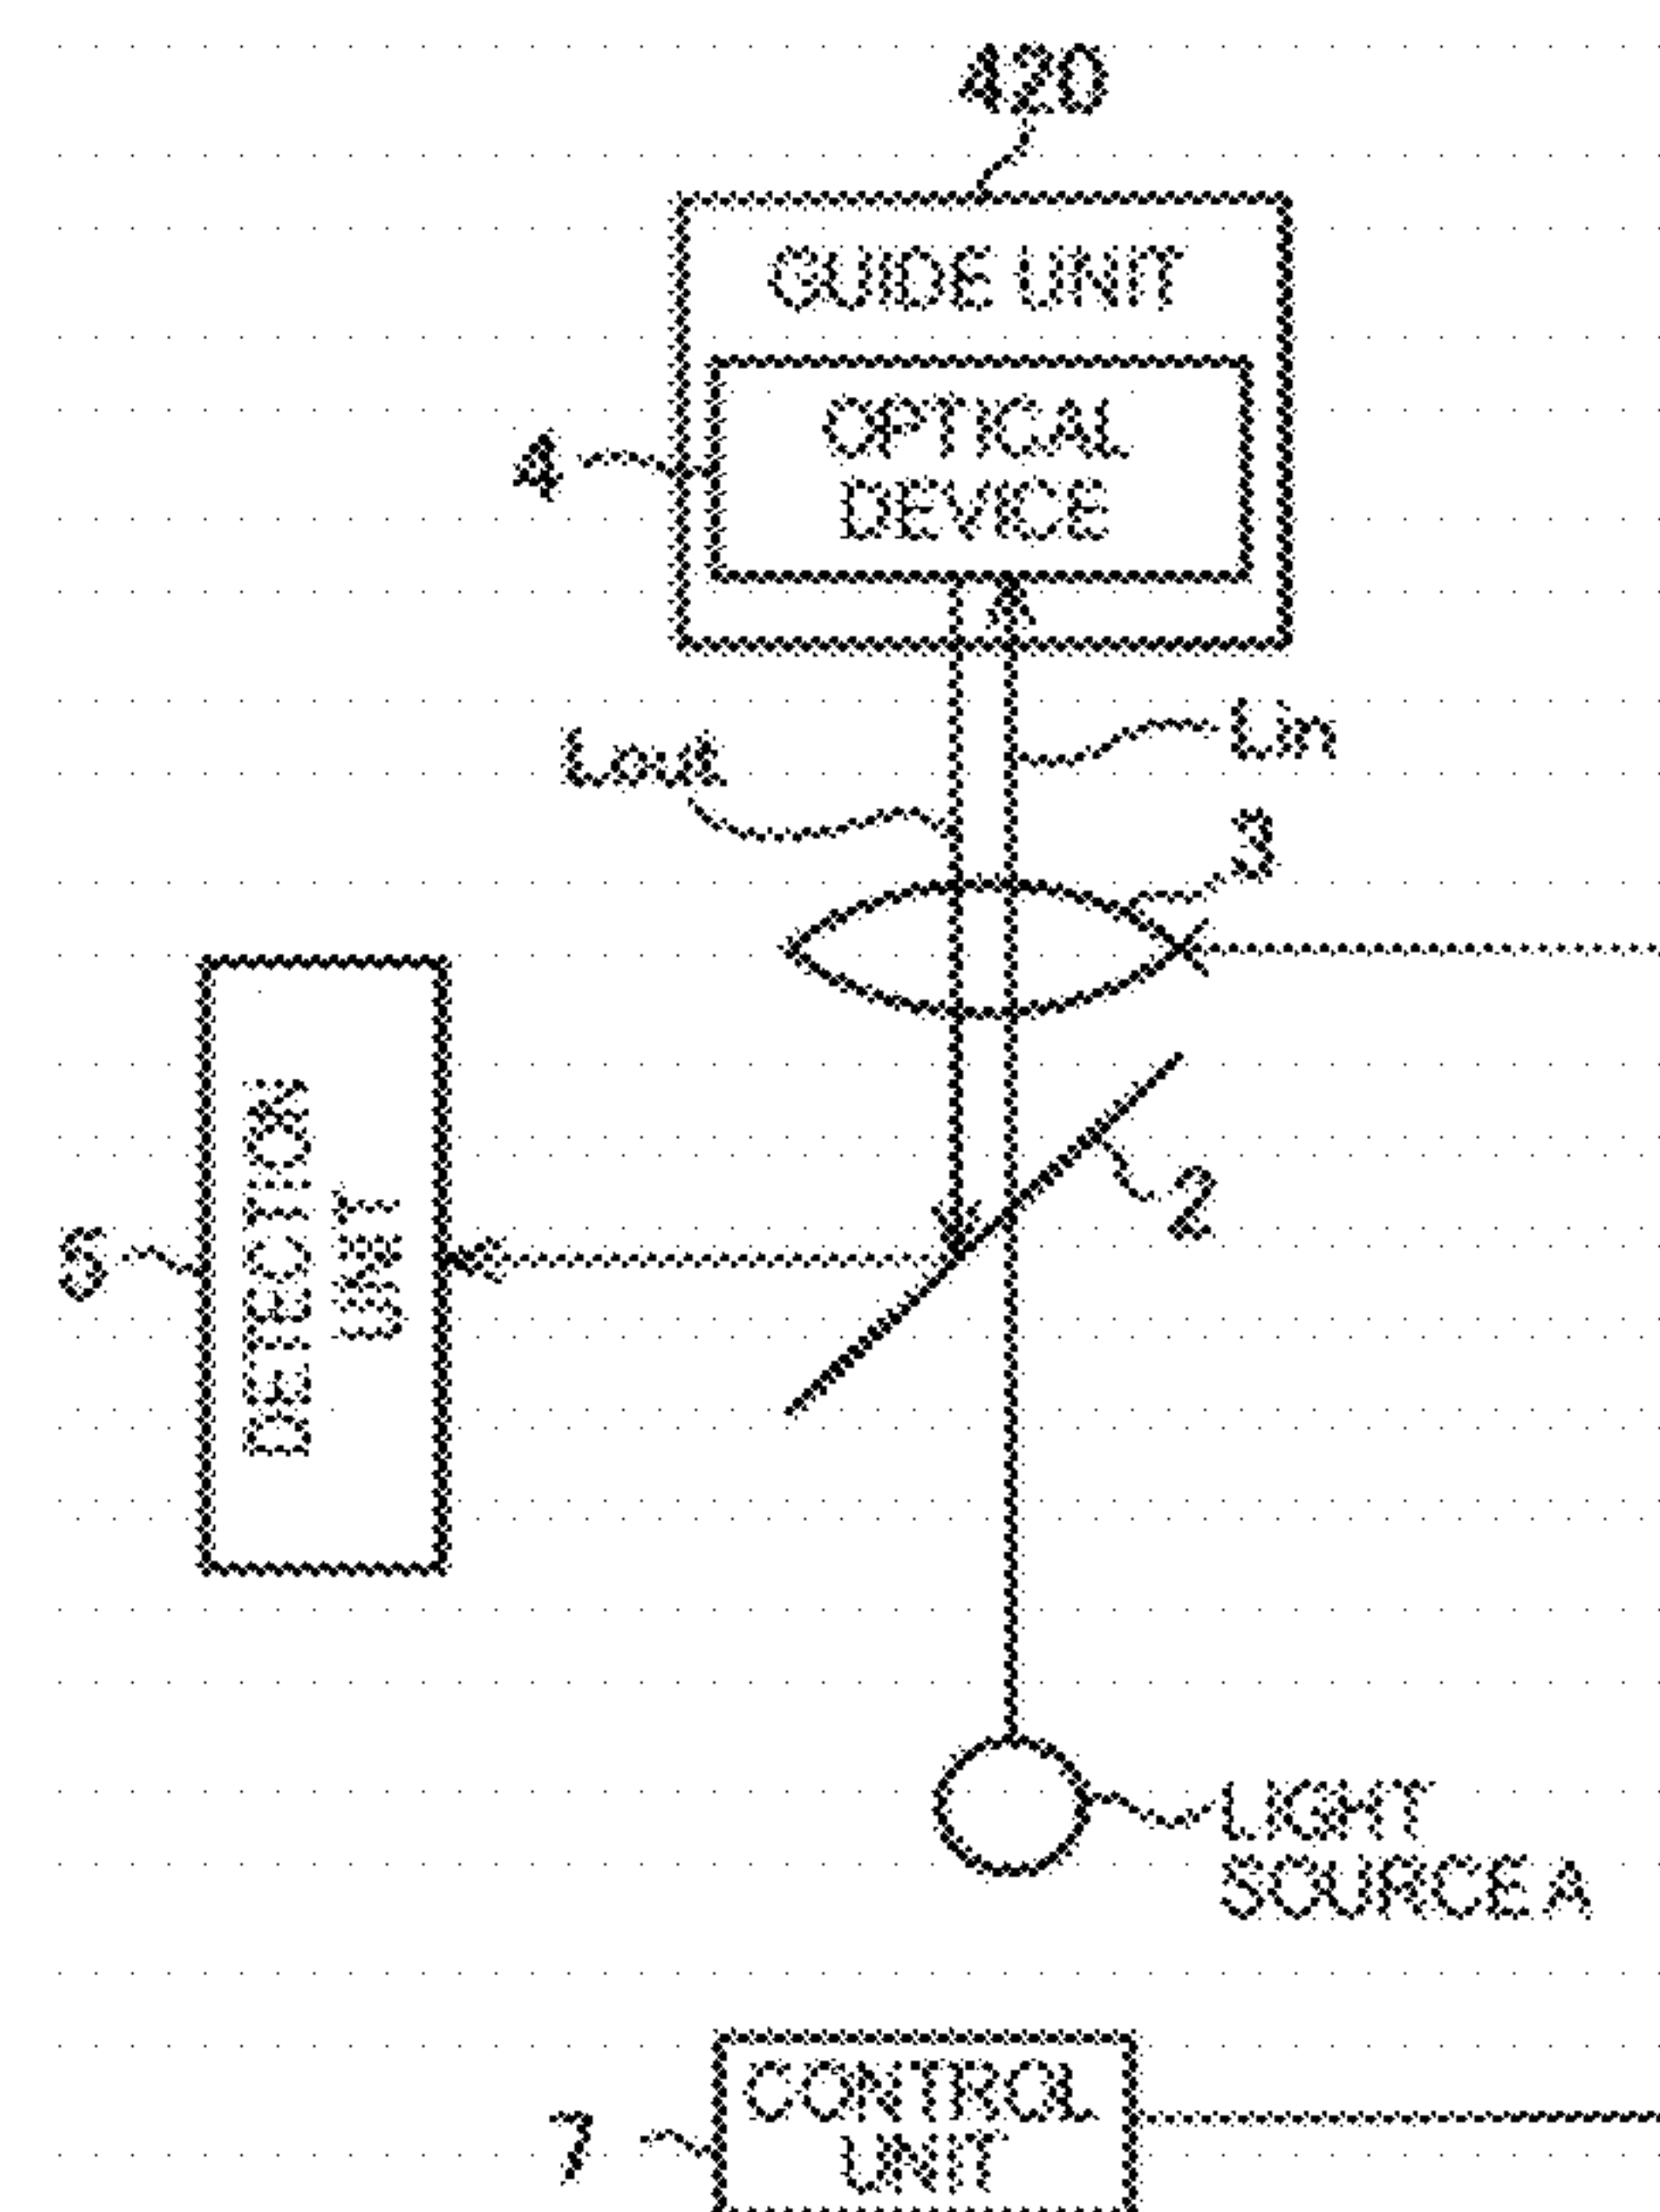 420
GUIDE UNIT
OPTICAL
DEVICE
4
Lout
Lin
3
DETECTION
UNIT
2
5
LIGHT
SOURCE A
CONTROL
UNIT
7